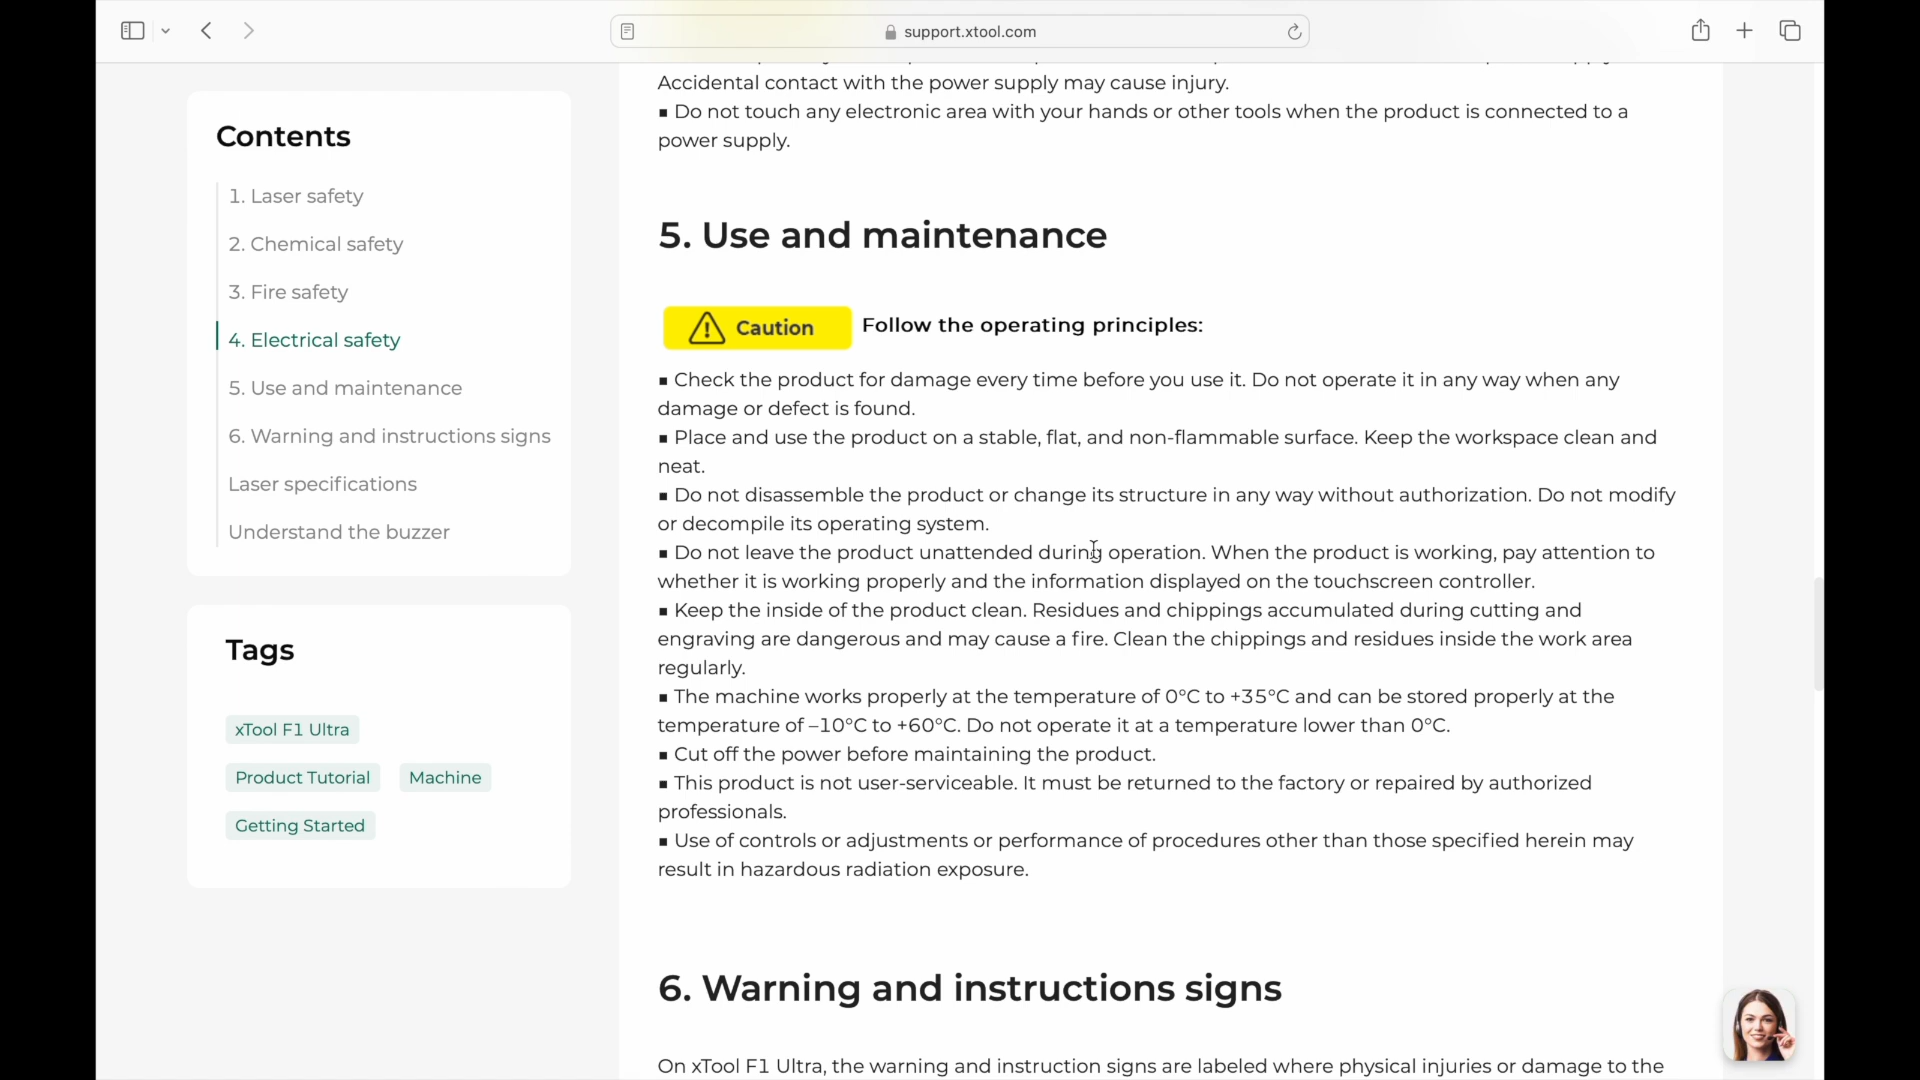 support.xtool.com
Contents
1. Laser safety
2. Chemical safety
3. Fire safety
4. Electrical safety
5. Use and maintenance
6. Warning and instructions signs
Laser specifications
Understand the buzzer
Tags
xTool F1 Ultra
Product Tutorial
Machine
Getting Started
Accidental contact with the power supply may cause injury.
▪ Do not touch any electronic area with your hands or other tools when the product is connected to a
power supply.
5. Use and maintenance
Caution Follow the operating principles:
▪ Check the product for damage every time before you use it. Do not operate it in any way when any
damage or defect is found.
▪ Place and use the product on a stable, flat, and non-flammable surface. Keep the workspace clean and
neat.
▪ Do not disassemble the product or change its structure in any way without authorization. Do not modify
or decompile its operating system.
▪ Do not leave the product unattended during operation. When the product is working, pay attention to
whether it is working properly and the information displayed on the touchscreen controller.
▪ Keep the inside of the product clean. Residues and chippings accumulated during cutting and
engraving are dangerous and may cause a fire. Clean the chippings and residues inside the work area
regularly.
▪ The machine works properly at the temperature of 0°C to +35°C and can be stored properly at the
temperature of –10°C to +60°C. Do not operate it at a temperature lower than 0°C.
▪ Cut off the power before maintaining the product.
▪ This product is not user-serviceable. It must be returned to the factory or repaired by authorized
professionals.
▪ Use of controls or adjustments or performance of procedures other than those specified herein may
result in hazardous radiation exposure.
6. Warning and instructions signs
On xTool F1 Ultra, the warning and instruction signs are labeled where physical injuries or damage to the